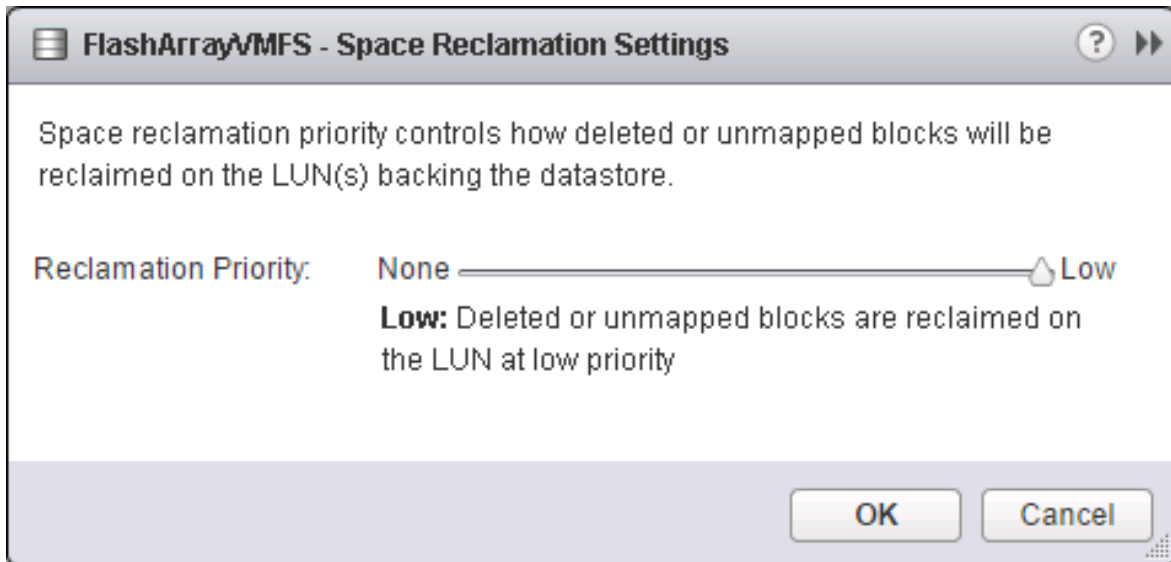 FlashArrayVMFS - Space Reclamation Settings
?
Space reclamation priority controls how deleted or unmapped blocks will be
reclaimed on the LUN(s) backing the datastore.
Reclamation Priority: None Low
Low: Deleted or unmapped blocks are reclaimed on
the LUN at low priority
OK Cancel